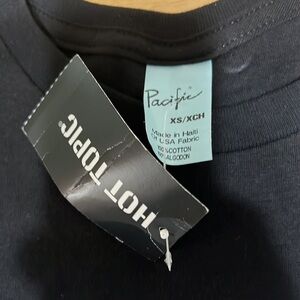 Pacific
XS/XCH
Made in Haiti
of USA Fabric
100%COTTON
100%ALGODON
HOT TOPIC®